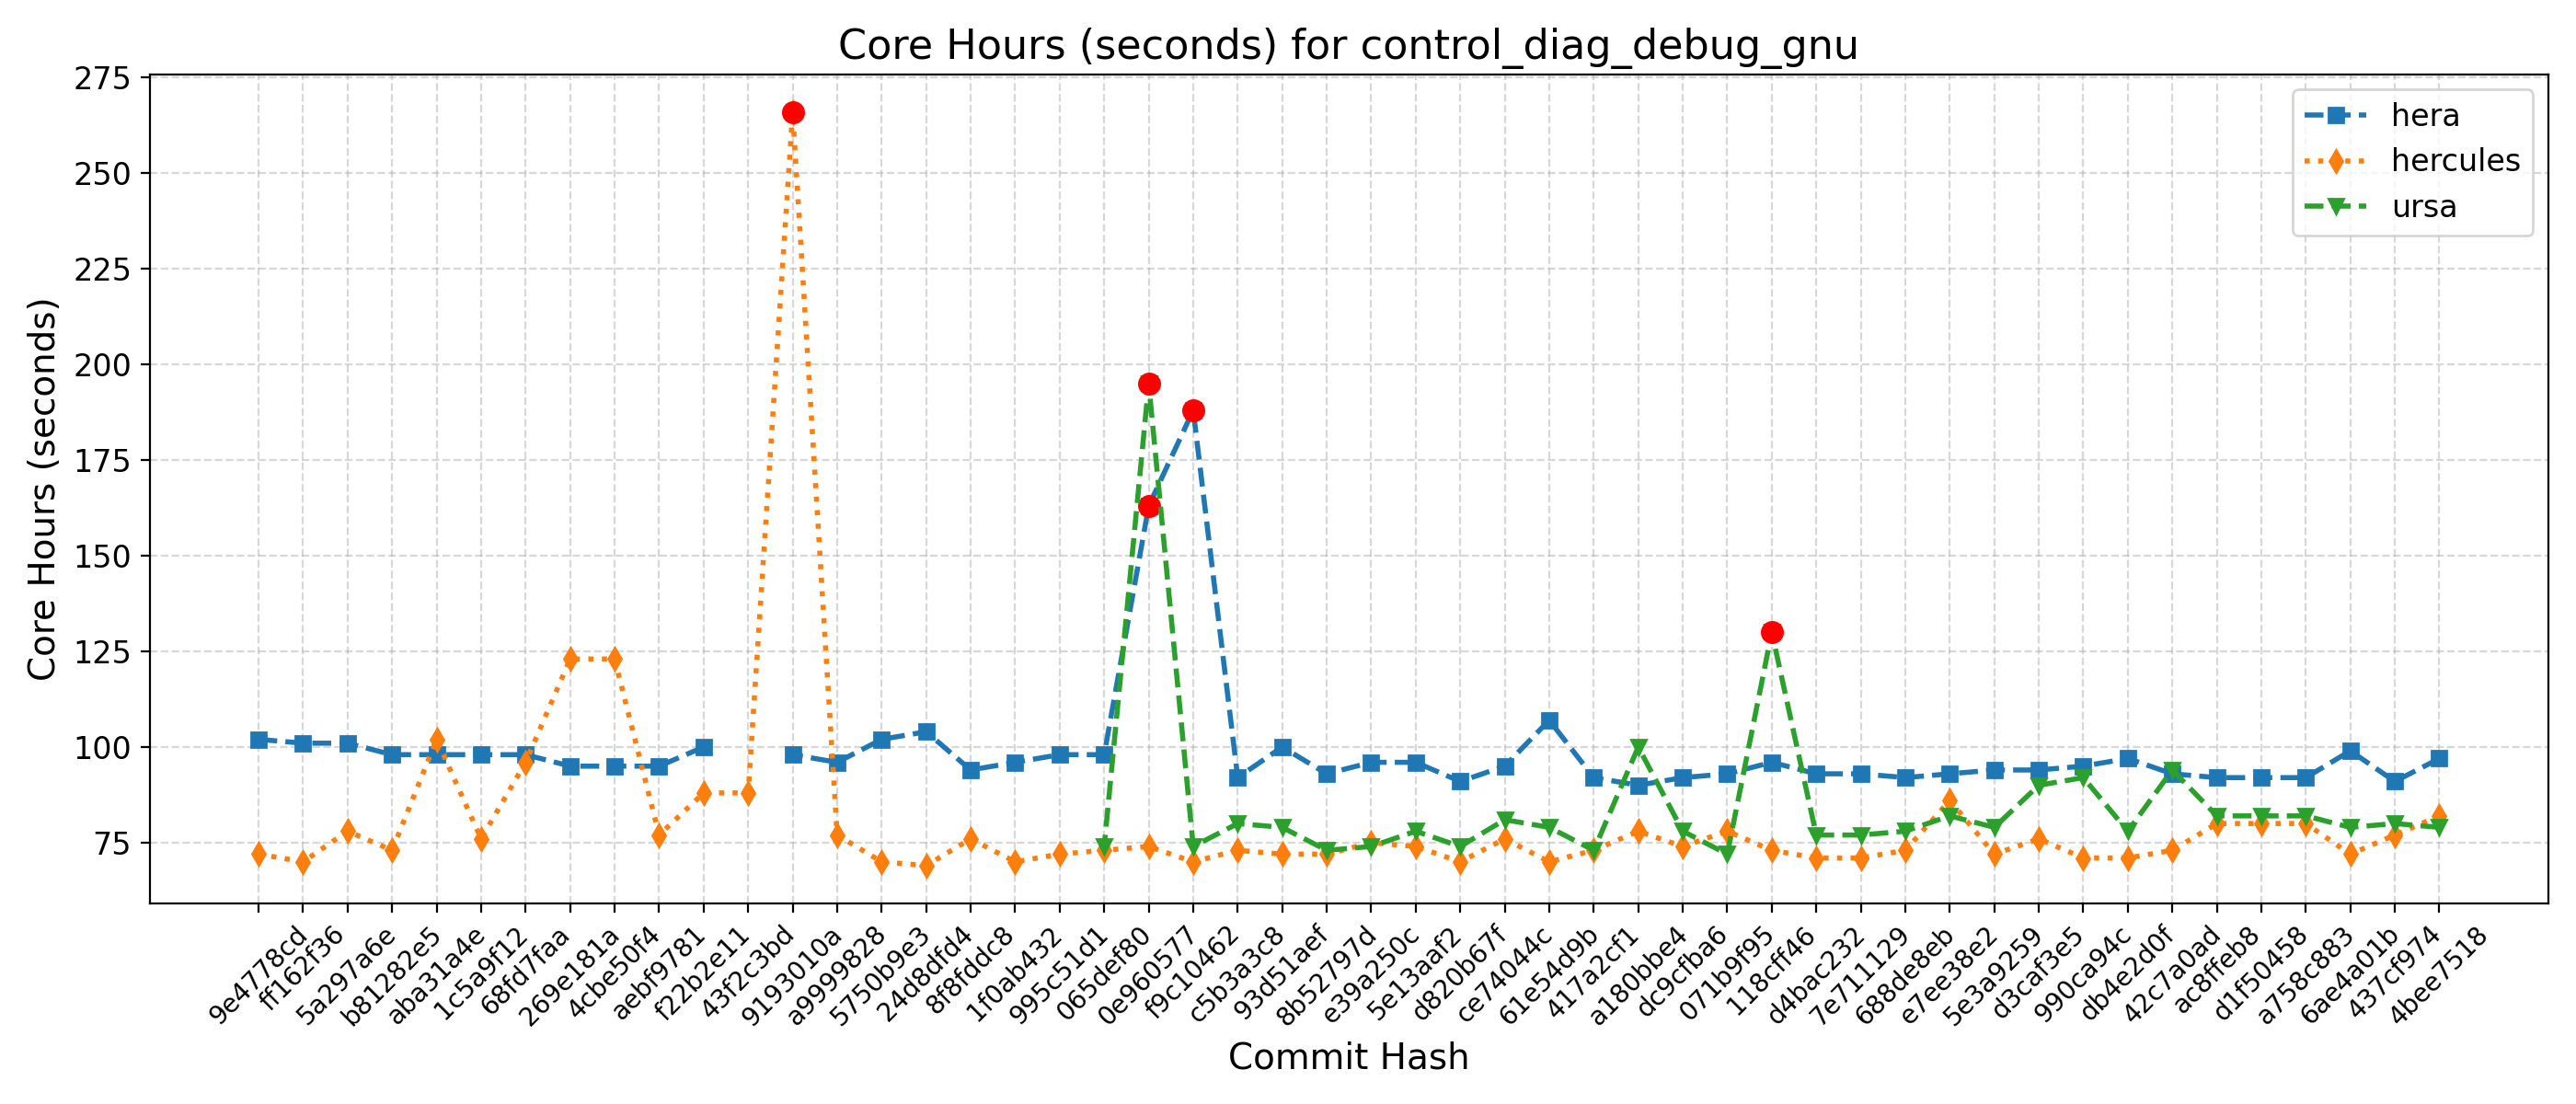 Core Hours (seconds) for control_diag_debug_gnu
275
250
225
200
175
150
125
100
75
Core Hours (seconds)
hera
hercules
ursa
9e4778cd
ff162f36
5a297a6e
b81282e5
aba31a4e
1c5a9f12
68fd7faa
269e181a
4cbe50f4
aebf9781
f22b2e11
43f2c3bd
9193010a
a9999828
5750b9e3
24d8dfd4
8f8fddc8
1f0ab432
995c51d1
065def80
0e960577
f9c10462
c5b3a3c8
93d51aef
8b52797d
e39a250c
5e13aaf2
d820b67f
ce74044c
61e54d9b
417a2cf1
a180bbe4
dc9cfba6
071b9f95
118cff46
d4bac232
7e711129
688de8eb
e7ee38e2
5e3a9259
d3caf3e5
990ca94c
db4e2d0f
42c7a0ad
ac8ffeb8
d1f50458
a758c883
6ae4a01b
437cf974
4bee7518
Commit Hash